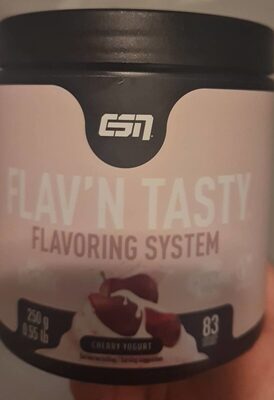 ESN
FLAV'N TASTY
FLAVORING SYSTEM
250 g
0.55 lb
CHERRY YOGURT
83